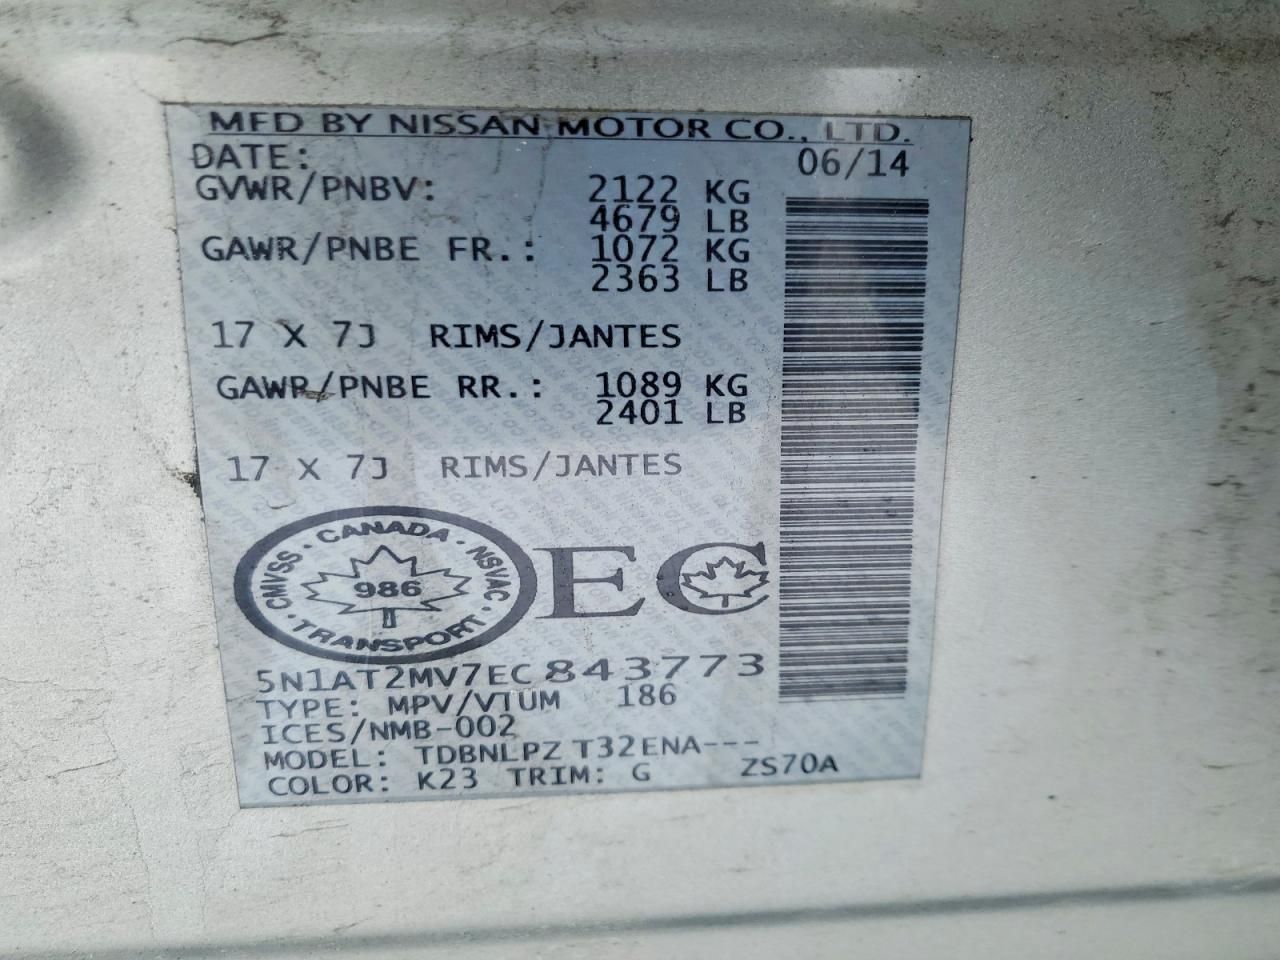 MFD BY NISSAN MOTOR CO., LTD.
DATE: 06/14
GVWR/PNBV: 2122 KG
4679 LB
GAWR/PNBE FR.: 1072 KG
2363 LB
17 X 7J RIMS/JANTES
GAWR/PNBE RR.: 1089 KG
2401 LB
17 X 7J RIMS/JANTES
CMVSS · CANADA · NSVAC · TRANSPORT ·
986
EC
5N1AT2MV7EC843773
TYPE: MPV/VTUM 186
ICES/NMB-002
MODEL: TDBNLPZ T32ENA---
COLOR: K23 TRIM: G ZS70A